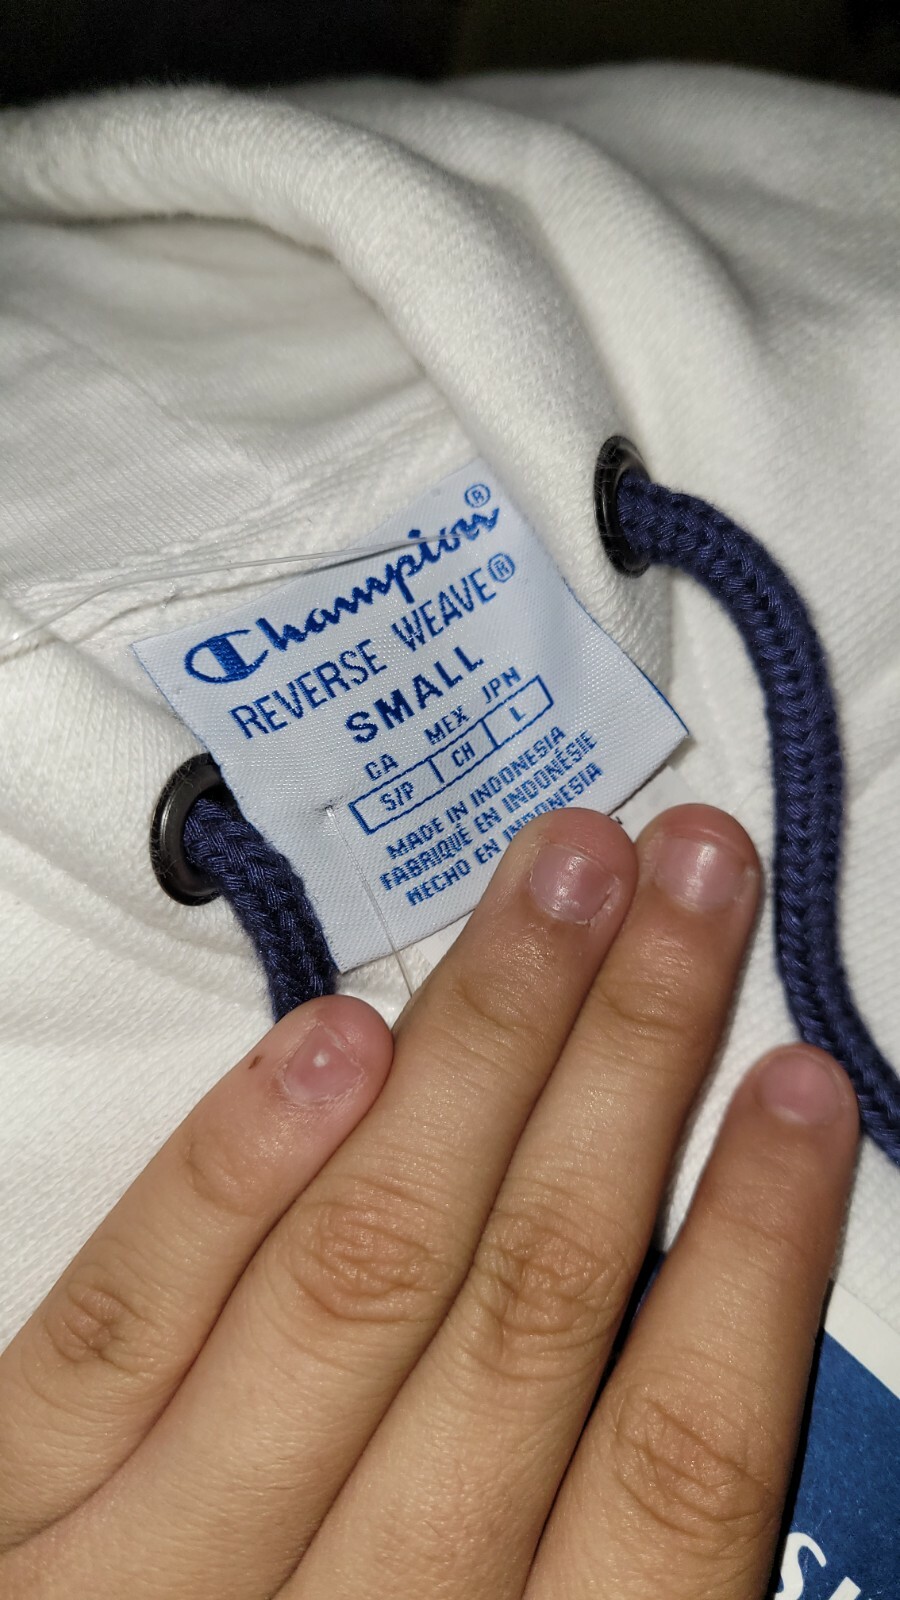 Champion®
REVERSE WEAVE®
SMALL
CA MEX JPN
S/P CH L
MADE IN INDONESIA
FABRIQUÉ EN INDONÉSIE
HECHO EN INDONESIA